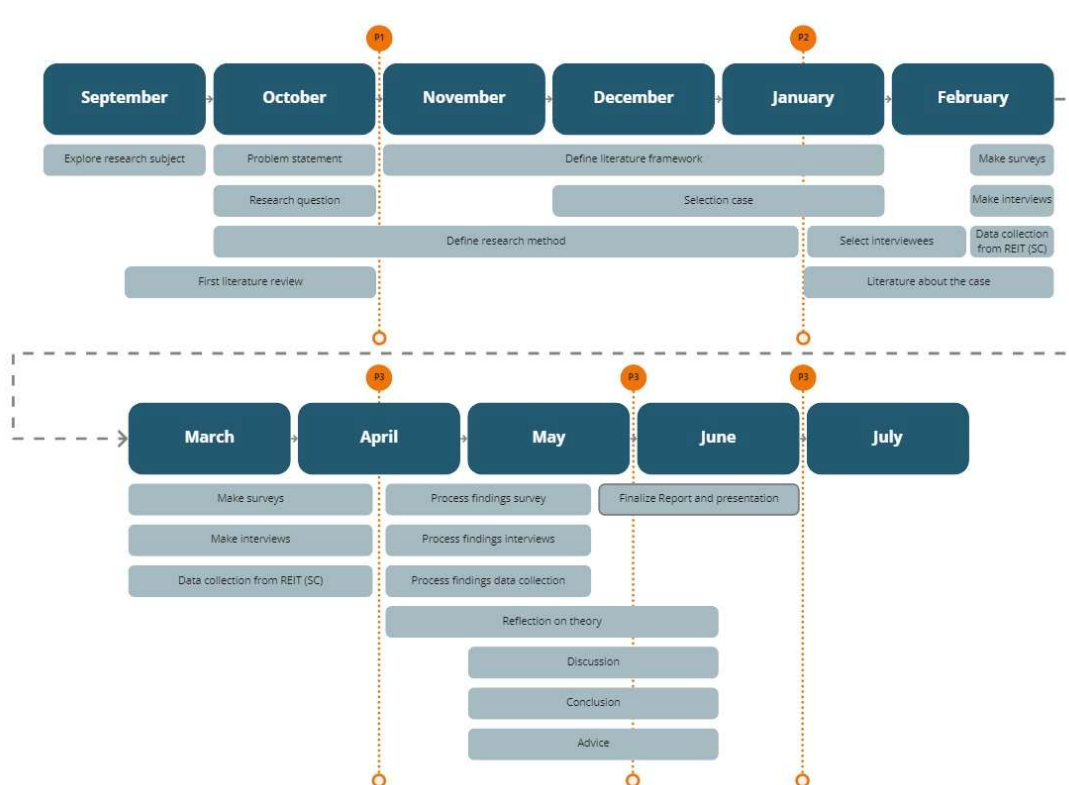 P1
P2
September
October
November
December
January
February
Explore research subject
Problem statement
Define literature framework
Make surveys
Research question
Selection case
Make interviews
Define research method
Select interviewees
Data collection
from REIT (SC)
First literature review
Literature about the case
P3
P3
P3
March
April
May
June
July
Make surveys
Process findings survey
Finalize Report and presentation
Make interviews
Process findings interviews
Data collection from REIT (SC)
Process findings data collection
Reflection on theory
Discussion
Conclusion
Advice